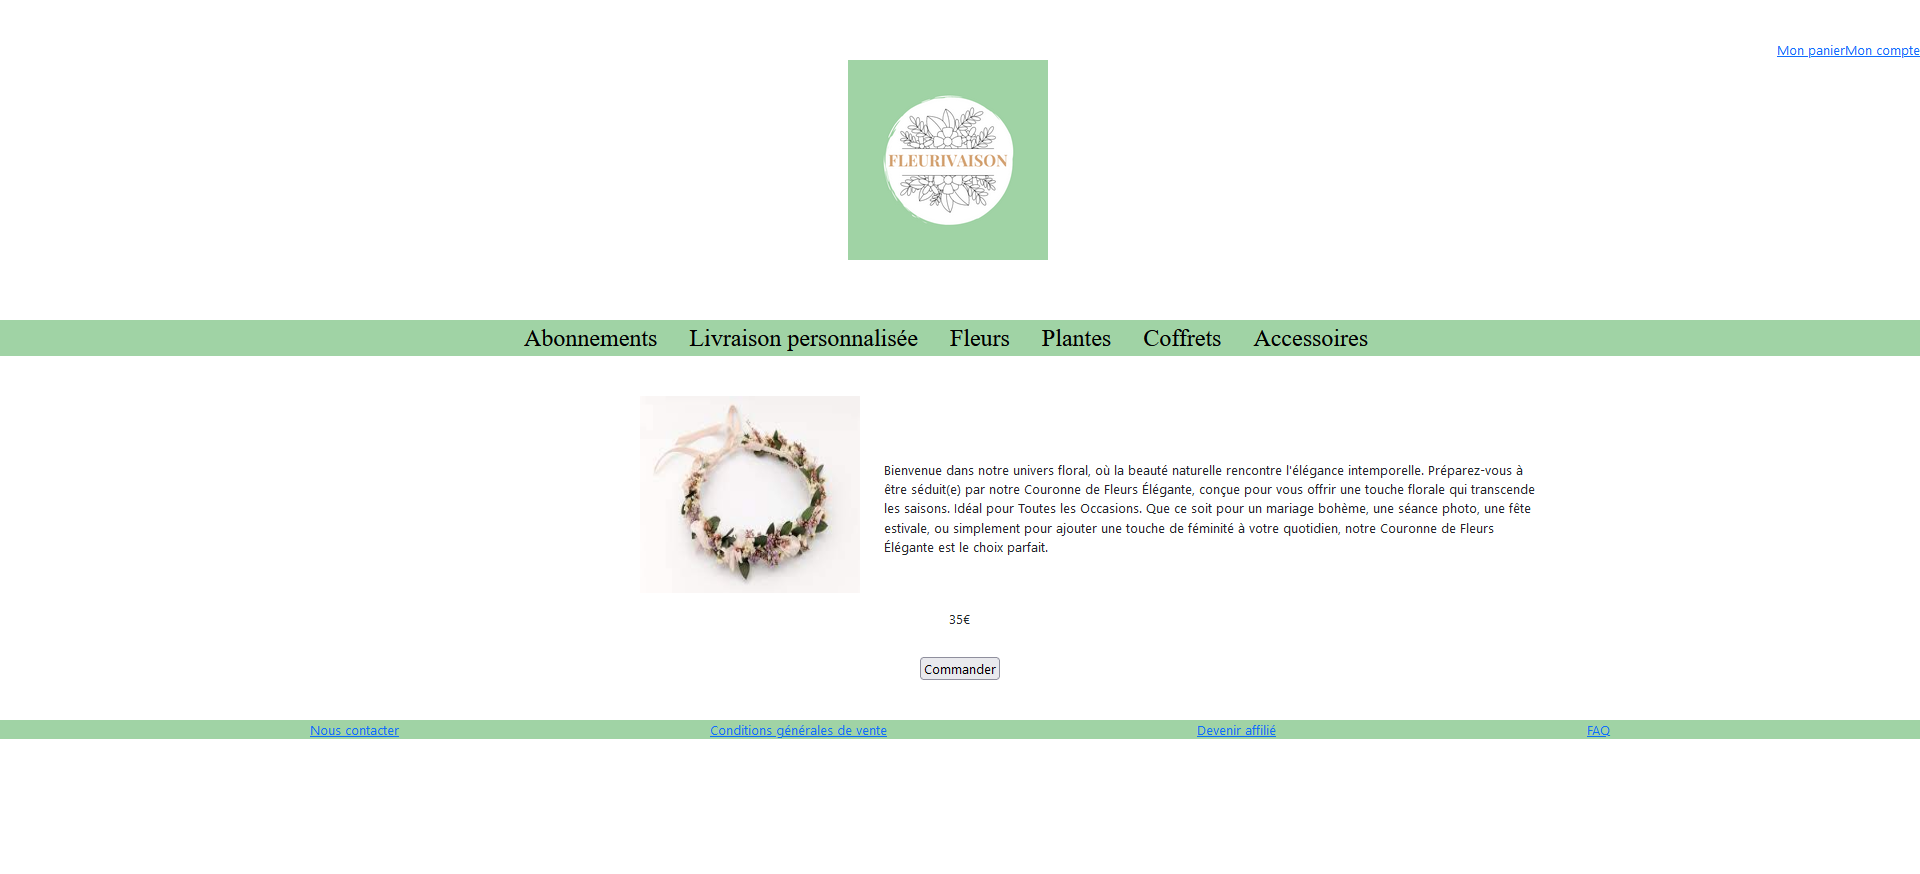 Mon panierMon compte
FLEURIVAISON
Abonnements Livraison personnalisée Fleurs Plantes Coffrets Accessoires
Bienvenue dans notre univers floral, où la beauté naturelle rencontre l'élégance intemporelle. Préparez-vous à
être séduit(e) par notre Couronne de Fleurs Élégante, conçue pour vous offrir une touche florale qui transcende
les saisons. Idéal pour Toutes les Occasions. Que ce soit pour un mariage bohème, une séance photo, une fête
estivale, ou simplement pour ajouter une touche de féminité à votre quotidien, notre Couronne de Fleurs
Élégante est le choix parfait.
35€
Commander
Nous contacter Conditions générales de vente Devenir affilié FAQ